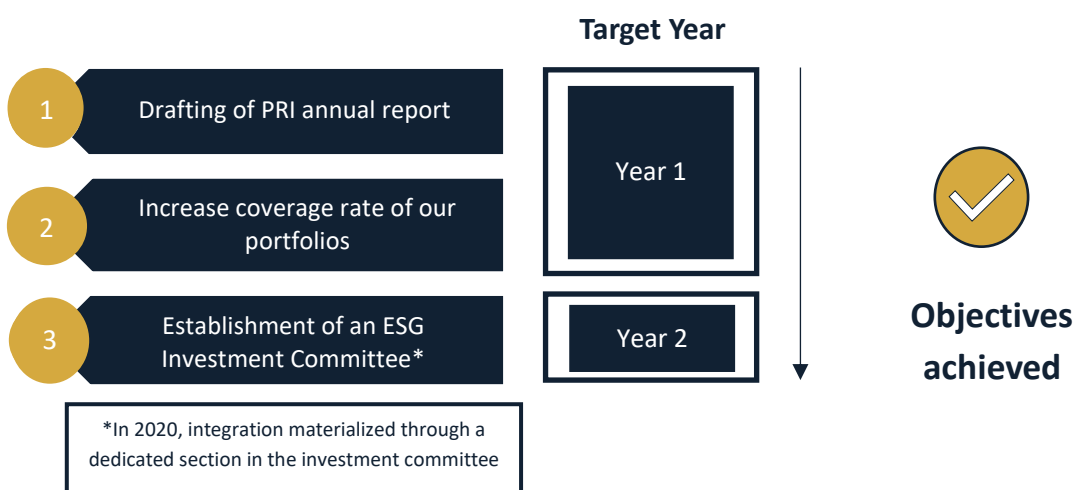 Target Year
1
Drafting of PRI annual report
Year 1
2
Increase coverage rate of our
portfolios
3
Establishment of an ESG
Investment Committee*
Year 2
Objectives
achieved
*In 2020, integration materialized through a
dedicated section in the investment committee